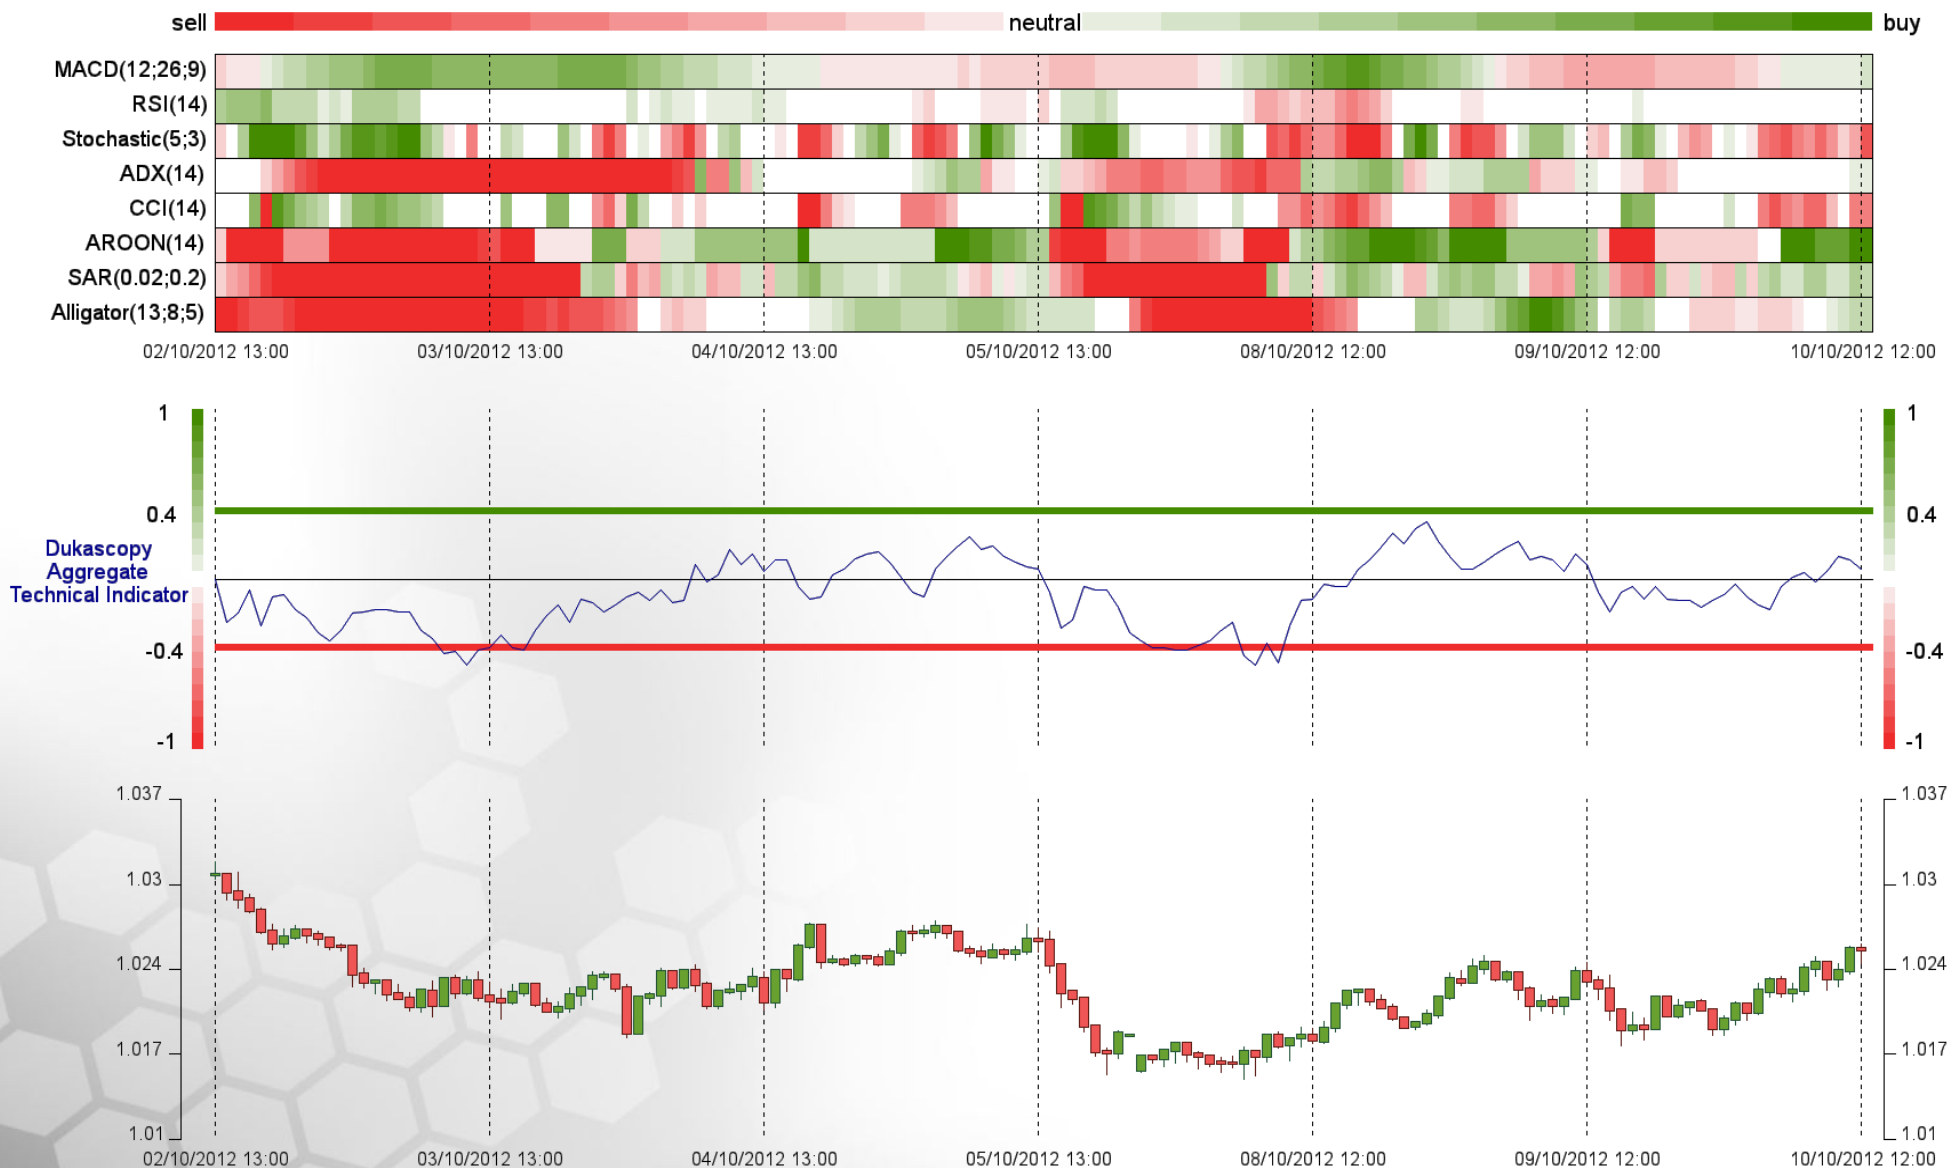 sell neutral buy
MACD(12;26;9)
RSI(14)
Stochastic(5;3)
ADX(14)
CCI(14)
AROON(14)
SAR(0.02;0.2)
Alligator(13;8;5)
02/10/2012 13:00 03/10/2012 13:00 04/10/2012 13:00 05/10/2012 13:00 08/10/2012 12:00 09/10/2012 12:00 10/10/2012 12:00
1 1
0.4 0.4
Dukascopy
Aggregate
Technical Indicator
-0.4 -0.4
-1 -1
1.037 1.037
1.03 1.03
1.024 1.024
1.017 1.017
1.01 1.01
02/10/2012 13:00 03/10/2012 13:00 04/10/2012 13:00 05/10/2012 13:00 08/10/2012 12:00 09/10/2012 12:00 10/10/2012 12:00